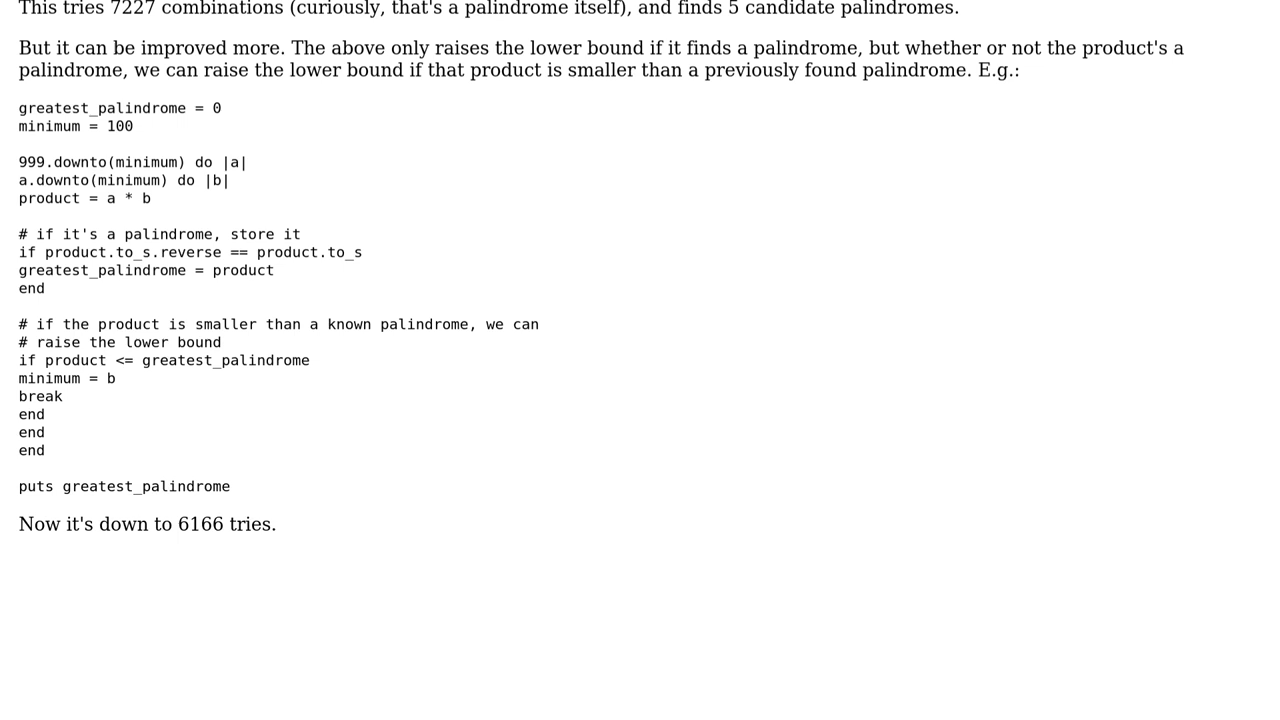 This tries 7227 combinations (curiously, that's a palindrome itself), and finds 5 candidate palindromes.
But it can be improved more. The above only raises the lower bound if it finds a palindrome, but whether or not the product's a
palindrome, we can raise the lower bound if that product is smaller than a previously found palindrome. E.g.:
greatest_palindrome = 0
minimum = 100
999.downto(minimum) do |a|
a.downto(minimum) do |b|
product = a * b
# if it's a palindrome, store it
if product.to_s.reverse == product.to_s
greatest_palindrome = product
end
# if the product is smaller than a known palindrome, we can
# raise the lower bound
if product <= greatest_palindrome
minimum = b
break
end
end
end
puts greatest_palindrome
Now it's down to 6166 tries.